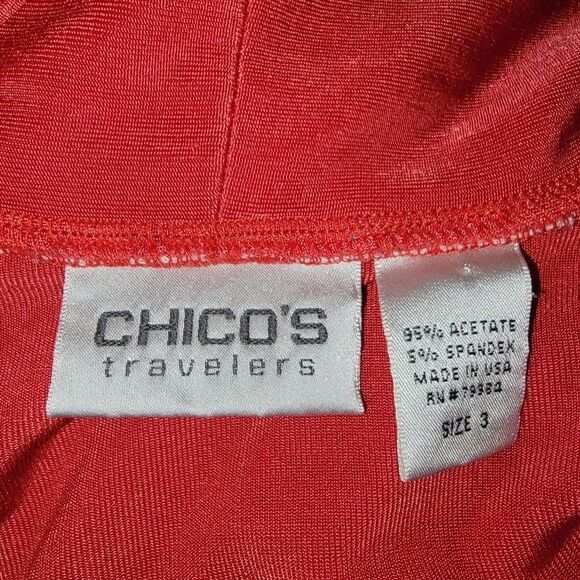 CHICO'S
travelers
95% ACETATE
5% SPANDEX
MADE IN USA
RN# 79984
SIZE 3